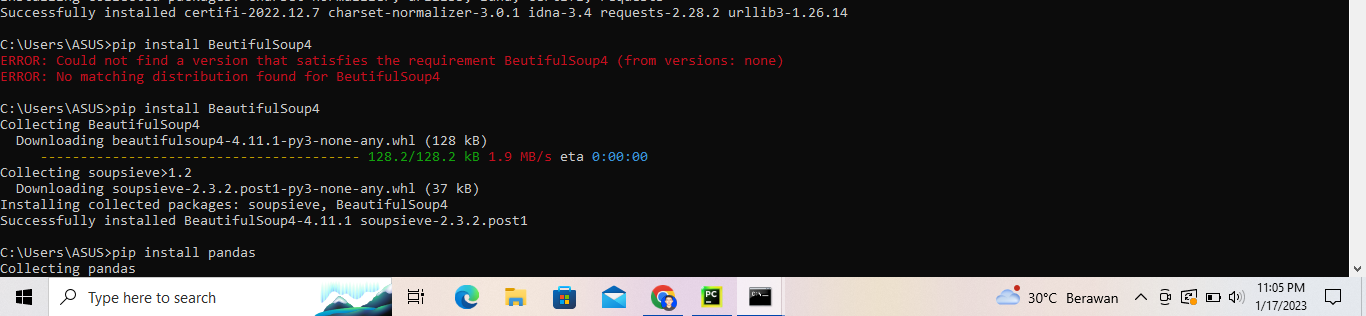 Successfully installed certifi-2022.12.7 charset-normalizer-3.0.1 idna-3.4 requests-2.28.2 urllib3-1.26.14
C:\Users\ASUS>pip install BeutifulSoup4
ERROR: Could not find a version that satisfies the requirement BeutifulSoup4 (from versions: none)
ERROR: No matching distribution found for BeutifulSoup4
C:\Users\ASUS>pip install BeautifulSoup4
Collecting BeautifulSoup4
Downloading beautifulsoup4-4.11.1-py3-none-any.whl (128 kB)
---------------------------------------- 128.2/128.2 kB 1.9 MB/s eta 0:00:00
Collecting soupsieve>1.2
Downloading soupsieve-2.3.2.post1-py3-none-any.whl (37 kB)
Installing collected packages: soupsieve, BeautifulSoup4
Successfully installed BeautifulSoup4-4.11.1 soupsieve-2.3.2.post1
C:\Users\ASUS>pip install pandas
Collecting pandas
Type here to search
PC
30°C Berawan
11:05 PM
1/17/2023